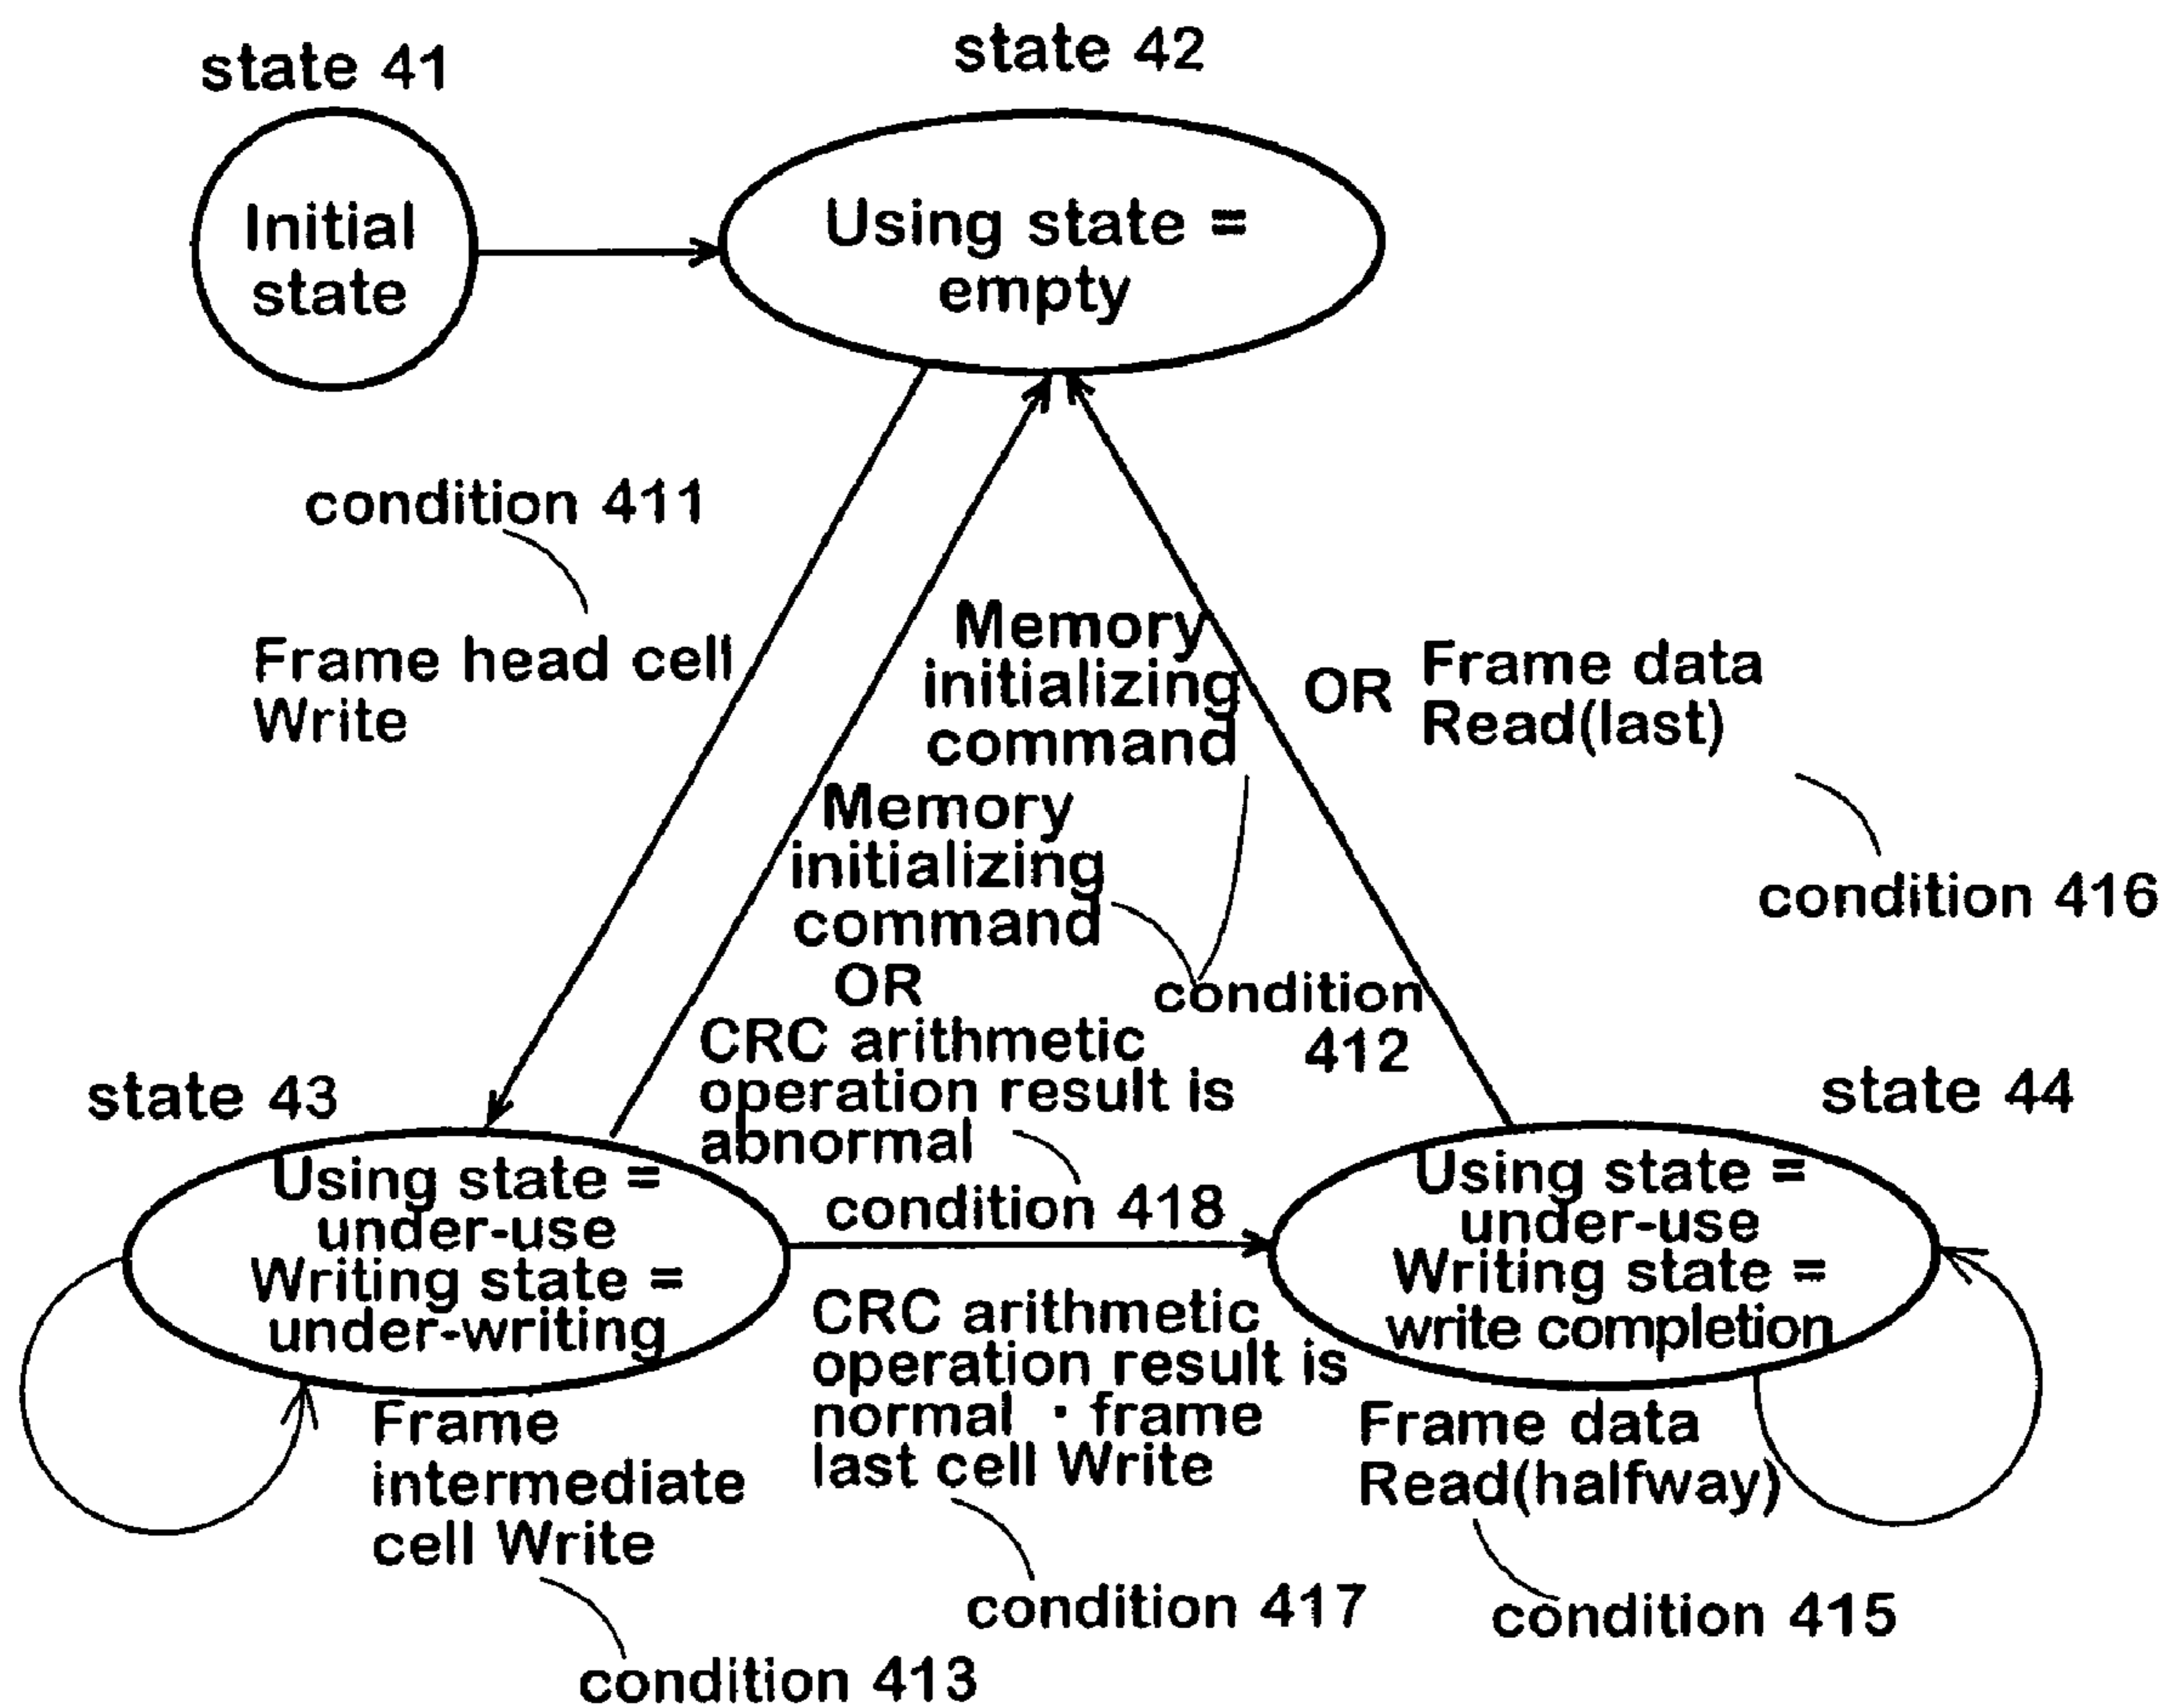 state 41
state 42
Initial
state
Using state =
empty
condition 411
Frame head cell
Write
Memory
initializing
command
OR
Frame data
Read(last)
condition 416
Memory
initializing
command
OR
CRC arithmetic
operation result is
abnormal
condition
412
condition 418
state 43
Using state =
under-use
Writing state =
under-writing
state 44
Using state =
under-use
Writing state =
write completion
Frame
intermediate
cell Write
condition 413
CRC arithmetic
operation result is
normal · frame
last cell Write
condition 417
Frame data
Read(halfway)
condition 415